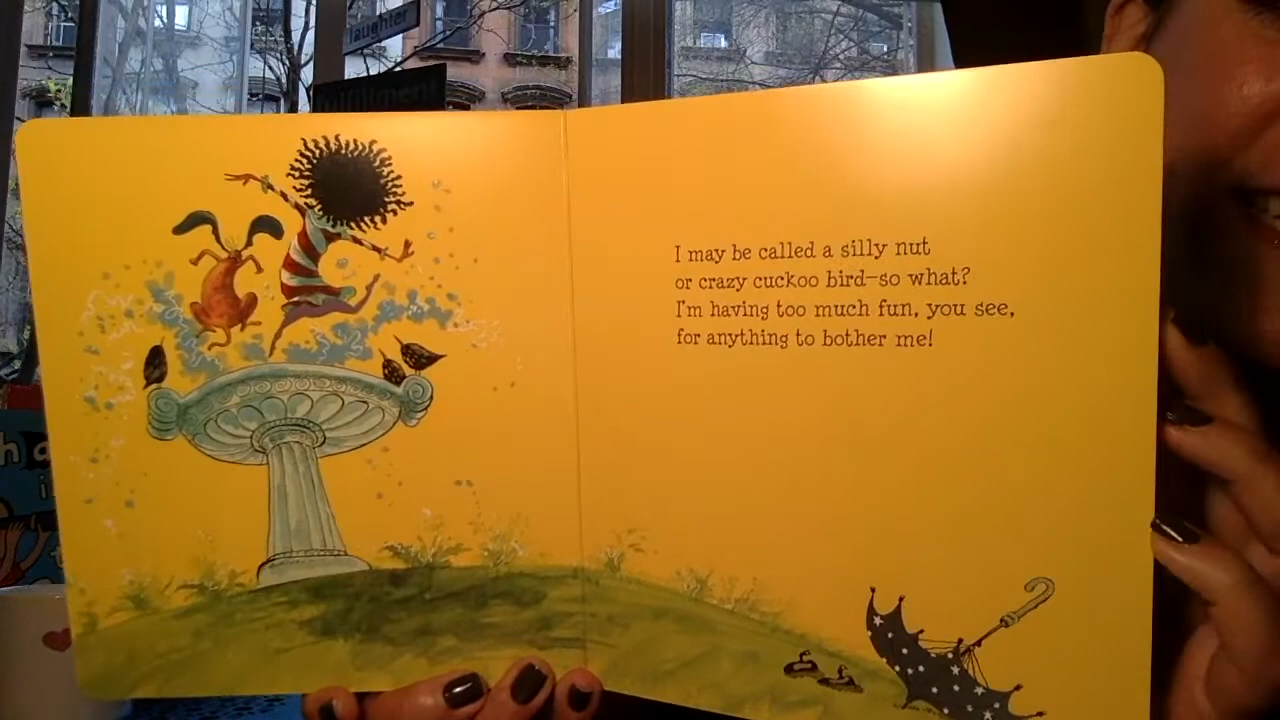 laughter
fulfillment
I may be called a silly nut
or crazy cuckoo bird—so what?
I'm having too much fun, you see,
for anything to bother me!